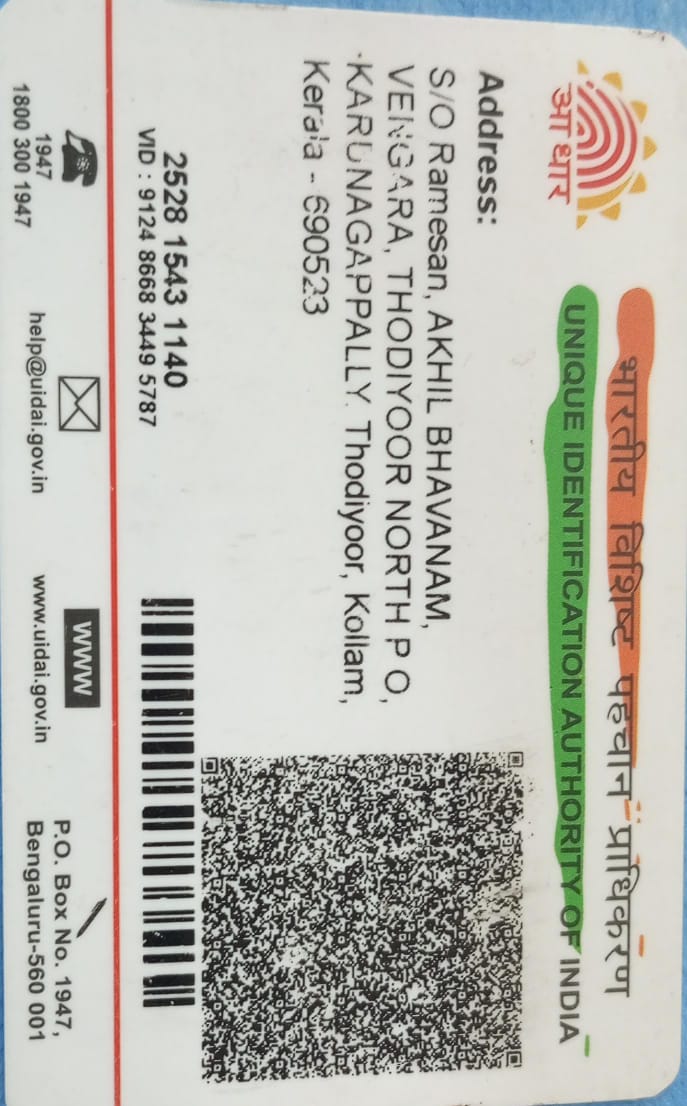 आधार
भारतीय विशिष्ट पहचान प्राधिकरण
UNIQUE IDENTIFICATION AUTHORITY OF INDIA
Address:
S/O Ramesan, AKHIL BHAVANAM,
VENGARA, THODIYOOR NORTH P O,
KARUNAGAPPALLY. Thodiyoor, Kollam,
Kerala - 690523
2528 1543 1140
VID : 9124 8668 3449 5787
1947
1800 300 1947
help@uidai.gov.in
WWW
www.uidai.gov.in
P.O. Box No. 1947,
Bengaluru-560 001